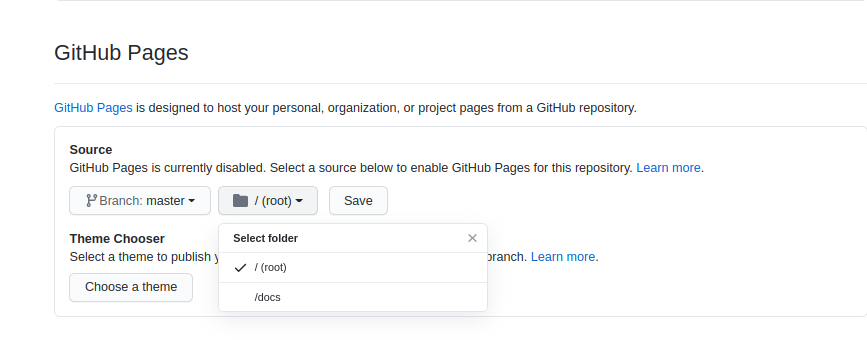 GitHub Pages
GitHub Pages is designed to host your personal, organization, or project pages from a GitHub repository.
Source
GitHub Pages is currently disabled. Select a source below to enable GitHub Pages for this repository. Learn more.
Branch: master / (root) Save
Select folder
/ (root)
/docs
Theme Chooser
Select a theme to publish ranch. Learn more.
Choose a theme